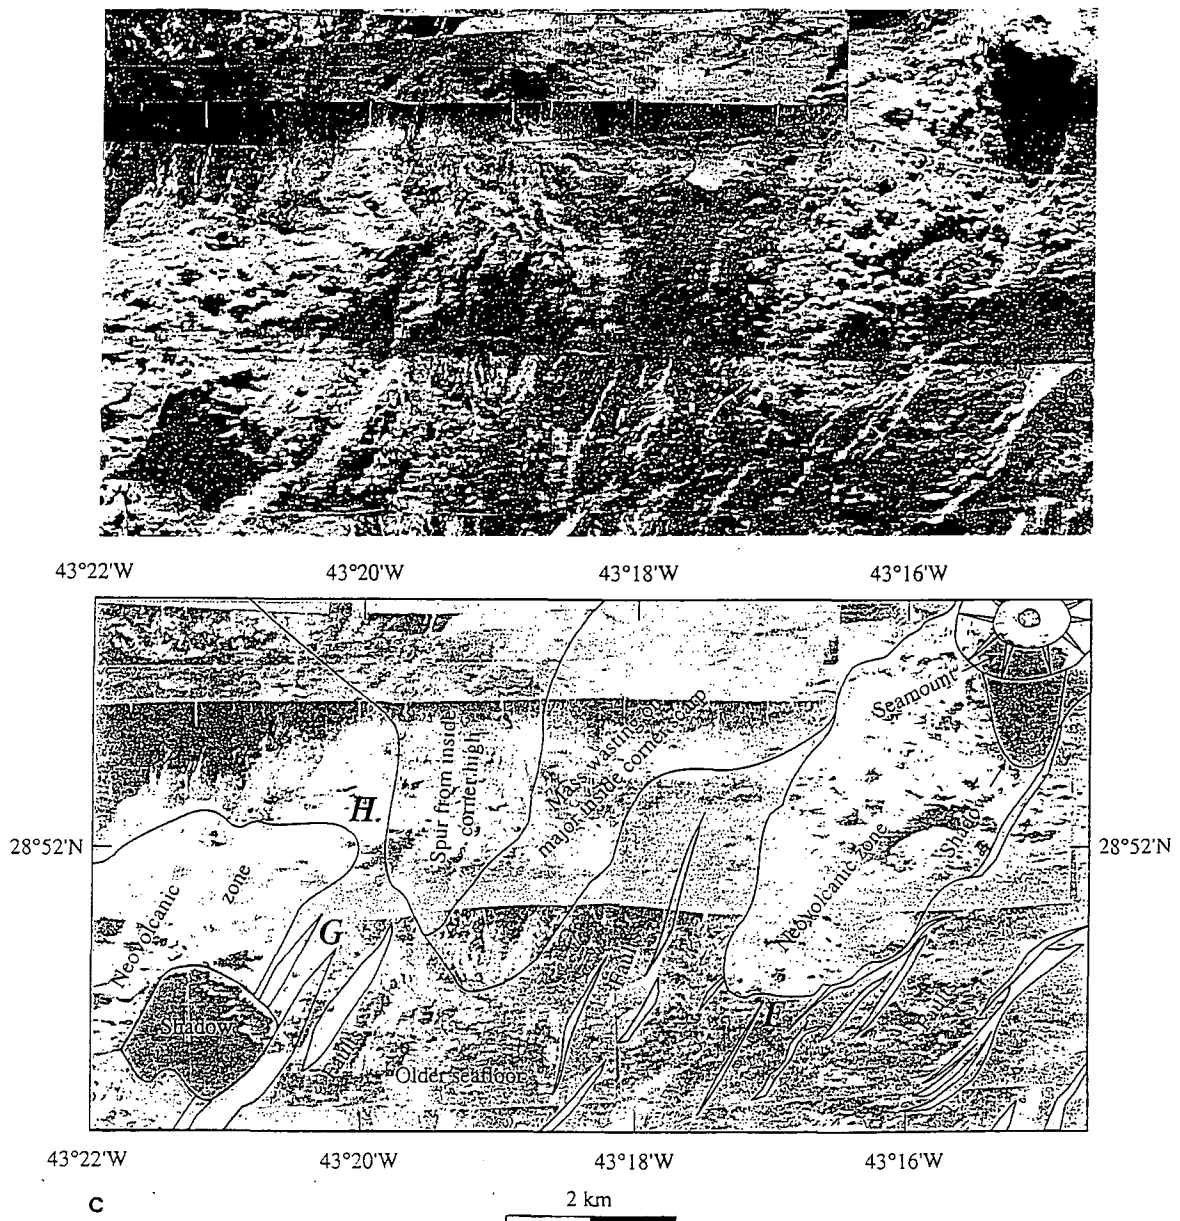 43°22'W 43°20'W 43°18'W 43°16'W
Seamount
Spur from inside
corner high
Mass wasting of
major inside corner scarp
H
28°52'N
28°52'N
Neovolcanic
zone
G
Neovolcanic zone
Shadow
Shadow
Fault
I
Faults
Older seafloor
43°22'W 43°20'W 43°18'W 43°16'W
C
2 km